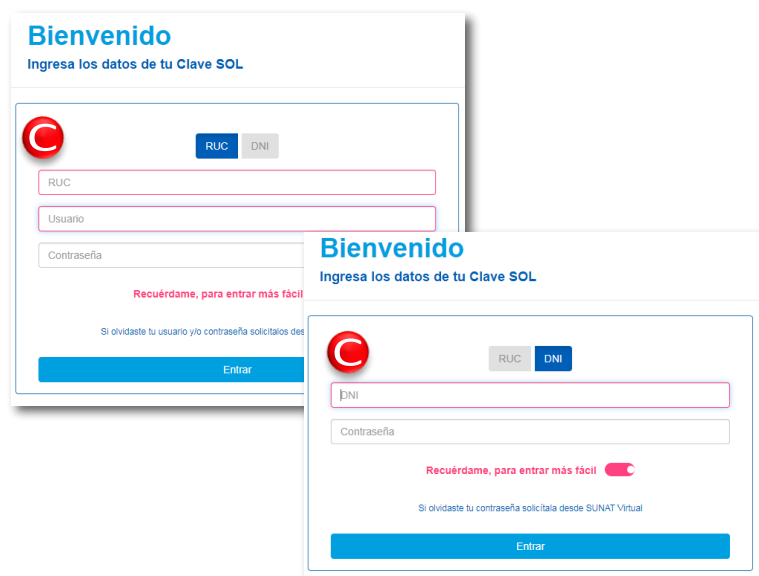 Bienvenido
Ingresa los datos de tu Clave SOL
C
RUC DNI
RUC
Usuario
Contraseña
Recuérdame, para entrar más fácil
Si olvidaste tu usuario y/o contraseña solicítalos des
Entrar
Bienvenido
Ingresa los datos de tu Clave SOL
C
RUC DNI
DNI
Contraseña
Recuérdame, para entrar más fácil
Si olvidaste tu contraseña solicítala desde SUNAT Virtual
Entrar